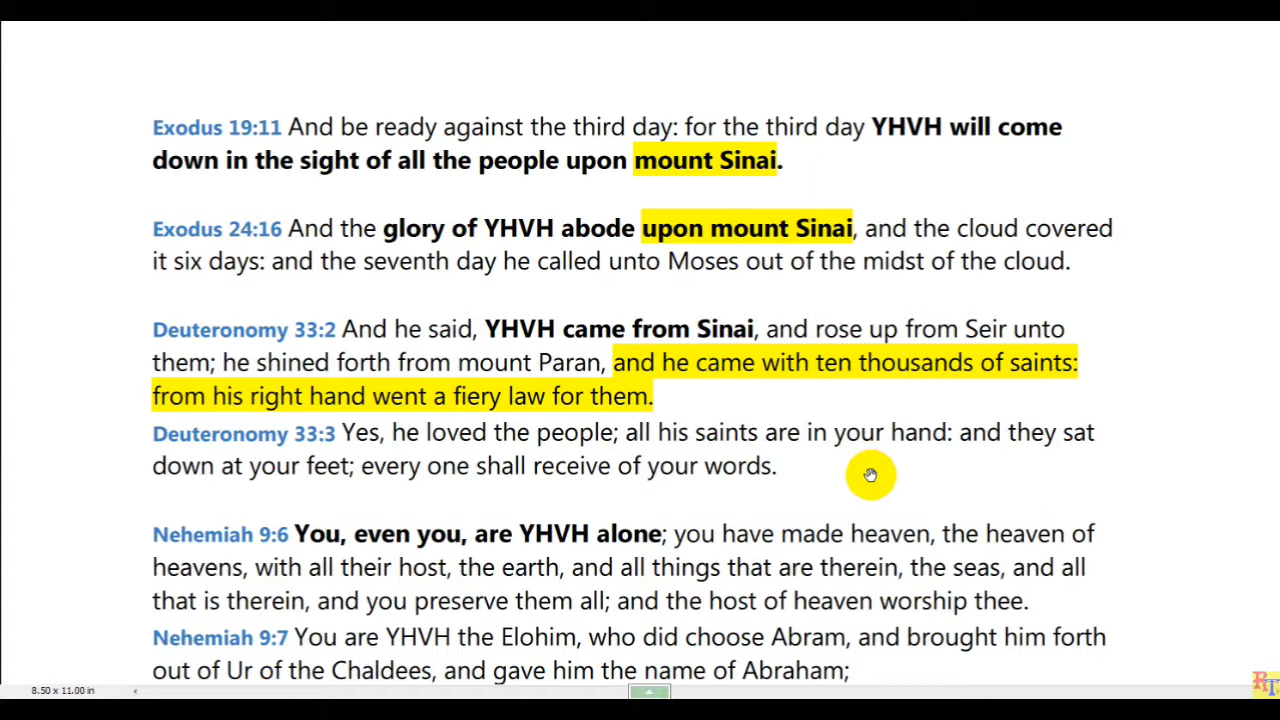 Exodus 19:11 And be ready against the third day: for the third day YHVH will come
down in the sight of all the people upon mount Sinai.
Exodus 24:16 And the glory of YHVH abode upon mount Sinai, and the cloud covered
it six days: and the seventh day he called unto Moses out of the midst of the cloud.
Deuteronomy 33:2 And he said, YHVH came from Sinai, and rose up from Seir unto
them; he shined forth from mount Paran, and he came with ten thousands of saints:
from his right hand went a fiery law for them.
Deuteronomy 33:3 Yes, he loved the people; all his saints are in your hand: and they sat
down at your feet; every one shall receive of your words.
Nehemiah 9:6 You, even you, are YHVH alone; you have made heaven, the heaven of
heavens, with all their host, the earth, and all things that are therein, the seas, and all
that is therein, and you preserve them all; and the host of heaven worship thee.
Nehemiah 9:7 You are YHVH the Elohim, who did choose Abram, and brought him forth
out of Ur of the Chaldees, and gave him the name of Abraham;
8.50 x 11.00 in